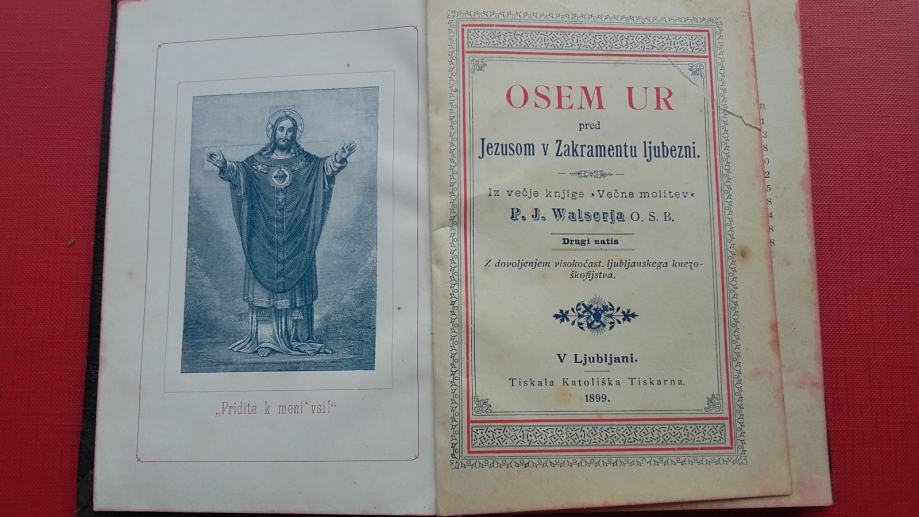 „Pridite k meni vsi!“
OSEM UR
pred
Jezusom v Zakramentu ljubezni.
Iz večje knjige »Večna molitev«
P. J. Walserja O. S. B.
Drugi natis
Z dovoljenjem visokočast. ljubljanskega knezo-
škofijstva.
V Ljubljani.
Tiskala Katoliška Tiskarna.
1899.